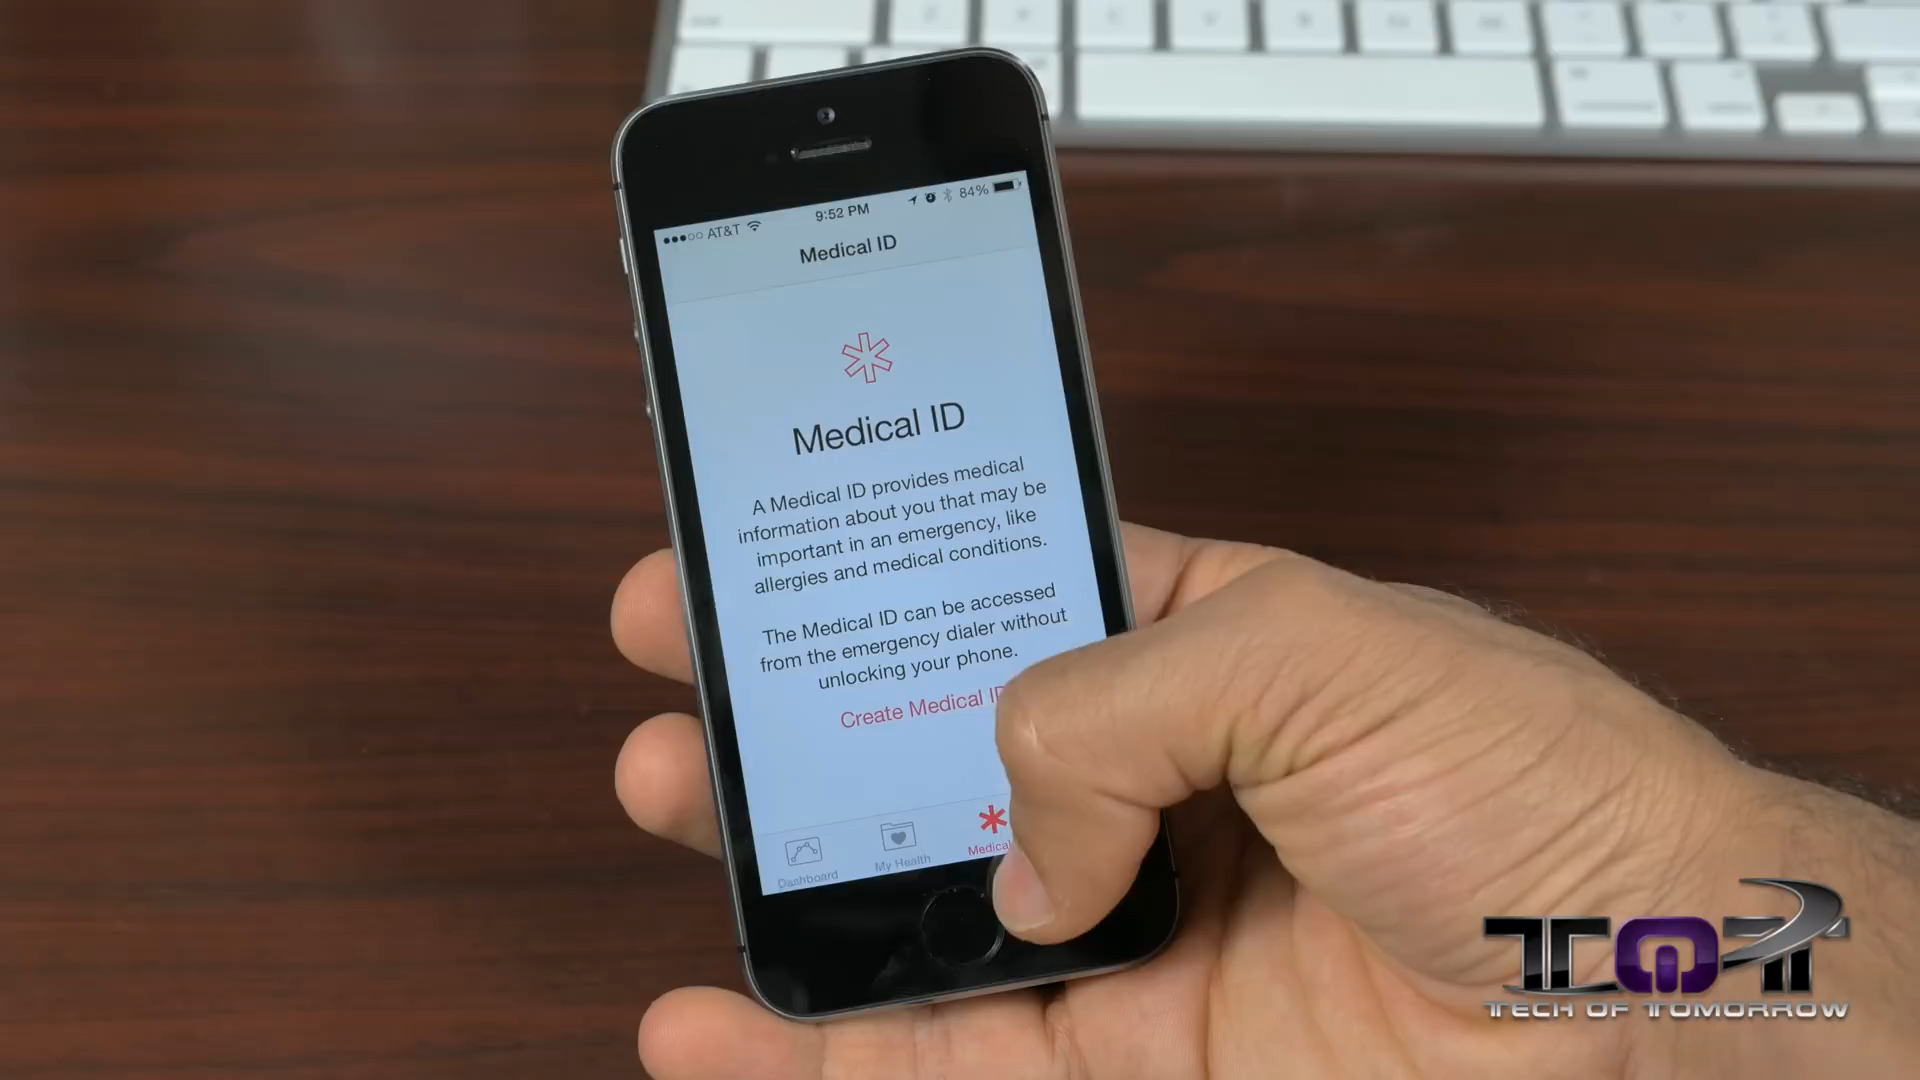 AT&T 9:52 PM 84%
Medical ID
Medical ID
A Medical ID provides medical
information about you that may be
important in an emergency, like
allergies and medical conditions.
The Medical ID can be accessed
from the emergency dialer without
unlocking your phone.
Create Medical ID
Dashboard
My Health
Medical
TOT
TECH OF TOMORROW